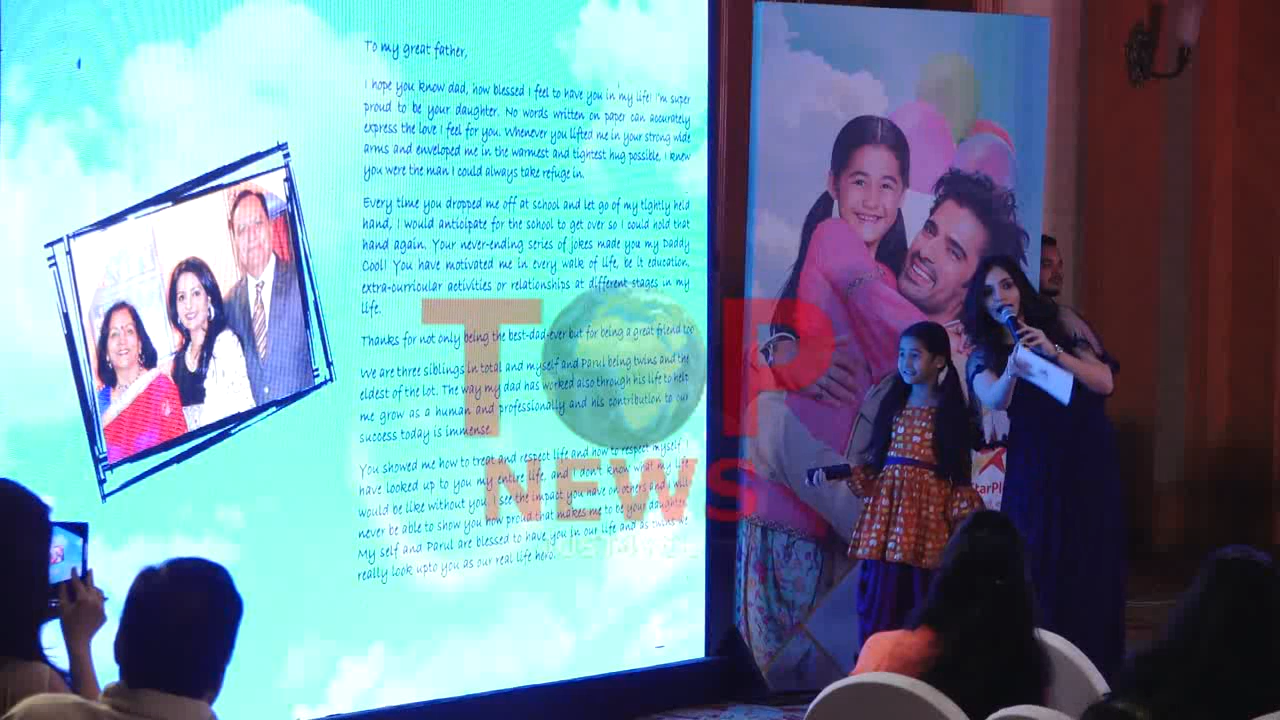 To my great father,
I hope you know dad, how blessed I feel to have you in my life! I'm super
proud to be your daughter. No words written on paper can accurately
express the love I feel for you. Whenever you lifted me in your strong wide
arms and enveloped me in the warmest and tightest hug possible, I knew
you were the man I could always take refuge in.
Every time you dropped me off at school and let go of my tightly held
hand, I would anticipate for the school to get over so I could hold that
hand again. Your never-ending series of jokes made you my Daddy
Cool! You have motivated me in every walk of life, be it education,
extra-curricular activities or relationships at different stages in my
life.
Thanks for not only being the best-dad-ever but for being a great friend too
We are three siblings in total and myself and Parul being twins and the
eldest of the lot. The way my dad has worked also through his life to helt
me grow as a human and professionally and his contribution to our
success today is immense.
You showed me how to treat and respect life and how to respect myself. I
have looked up to you my entire life, and I don't know what my life
would be like without you. I see the impact you have on others and I will
never be able to show you how proud that makes me to be your daughter.
My self and Parul are blessed to have you in our life and as twins we
really look upto you as our real life hero.
TOP
NEWS
StarPl